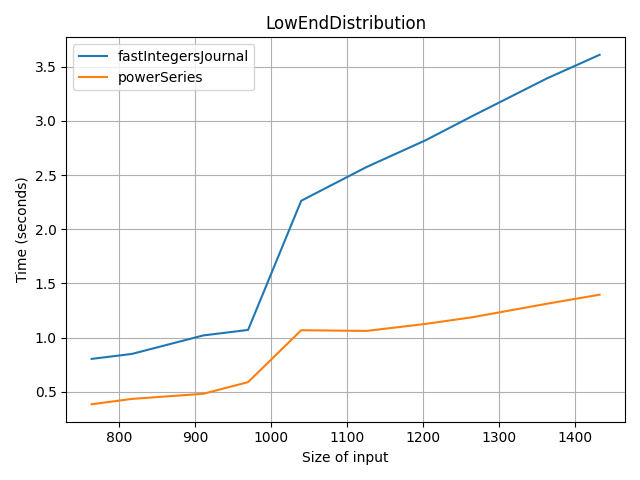 LowEndDistribution
fastIntegersJournal
powerSeries
Time (seconds)
3.5
3.0
2.5
2.0
1.5
1.0
0.5
800 900 1000 1100 1200 1300 1400
Size of input